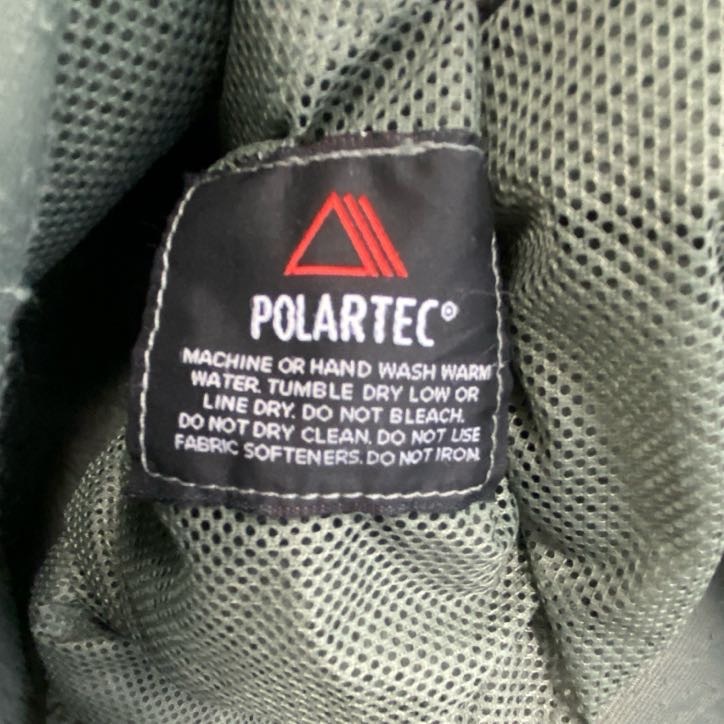 POLARTEC®
MACHINE OR HAND WASH WARM
WATER. TUMBLE DRY LOW OR
LINE DRY. DO NOT BLEACH.
DO NOT DRY CLEAN. DO NOT USE
FABRIC SOFTENERS. DO NOT IRON.